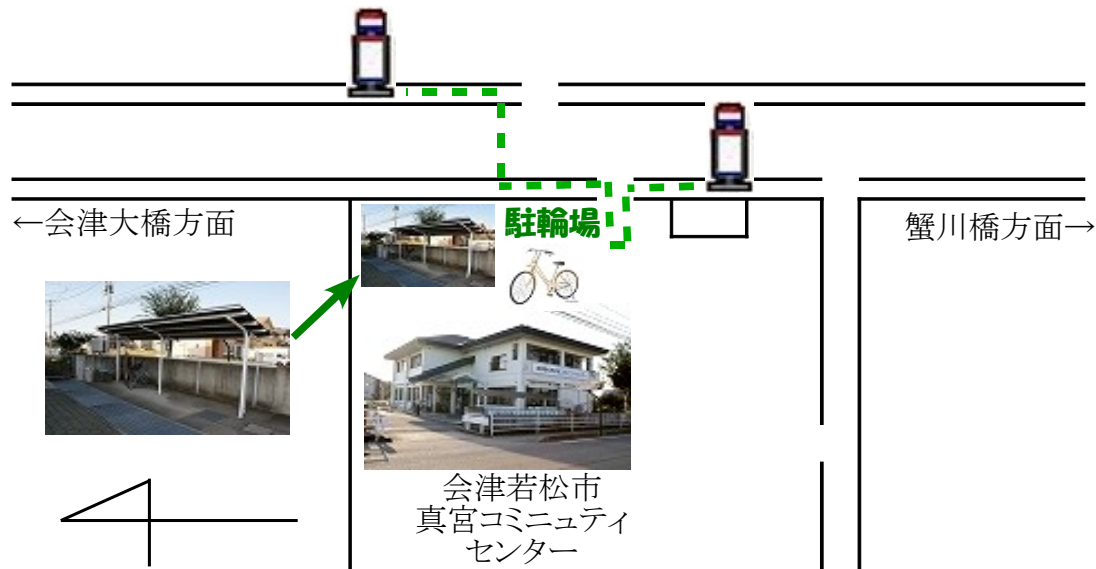 ←会津大橋方面
駐輪場
蟹川橋方面→
会津若松市
真宮コミニュティ
センター